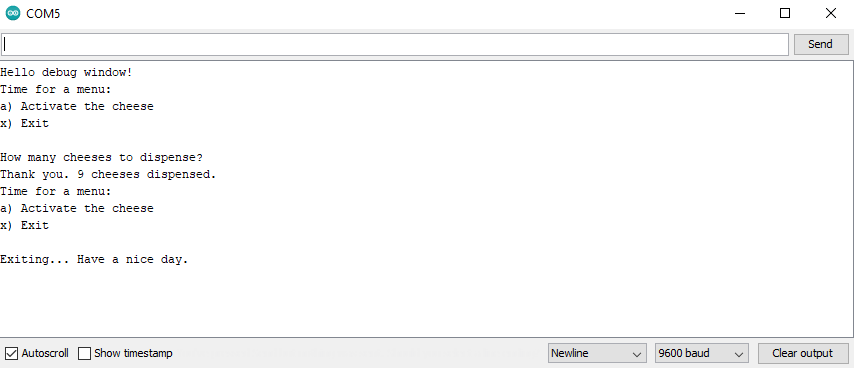 COM5
Send
Hello debug window!
Time for a menu:
a) Activate the cheese
x) Exit
How many cheeses to dispense?
Thank you. 9 cheeses dispensed.
Time for a menu:
a) Activate the cheese
x) Exit
Exiting... Have a nice day.
Autoscroll Show timestamp Newline 9600 baud Clear output